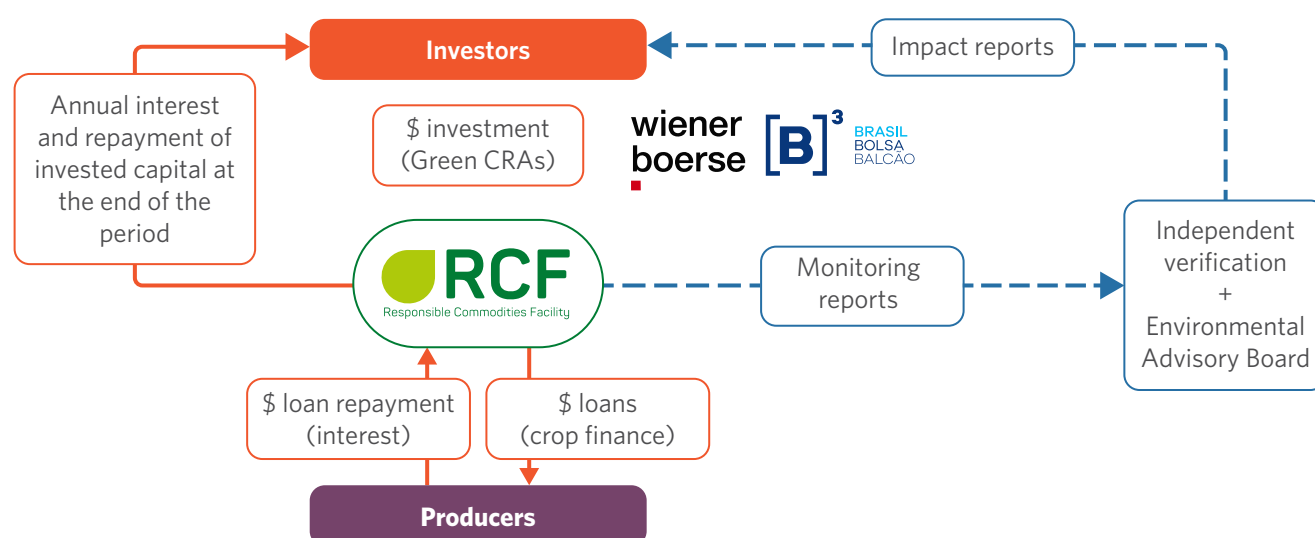 Investors
Impact reports
Annual interest
and repayment of
invested capital at
the end of the
period
$ investment
(Green CRAs)
wiener
boerse
[B]³
BRASIL
BOLSA
BALCÃO
RCF
Responsible Commodities Facility
Monitoring
reports
Independent
verification
+
Environmental
Advisory Board
$ loan repayment
(interest)
$ loans
(crop finance)
Producers